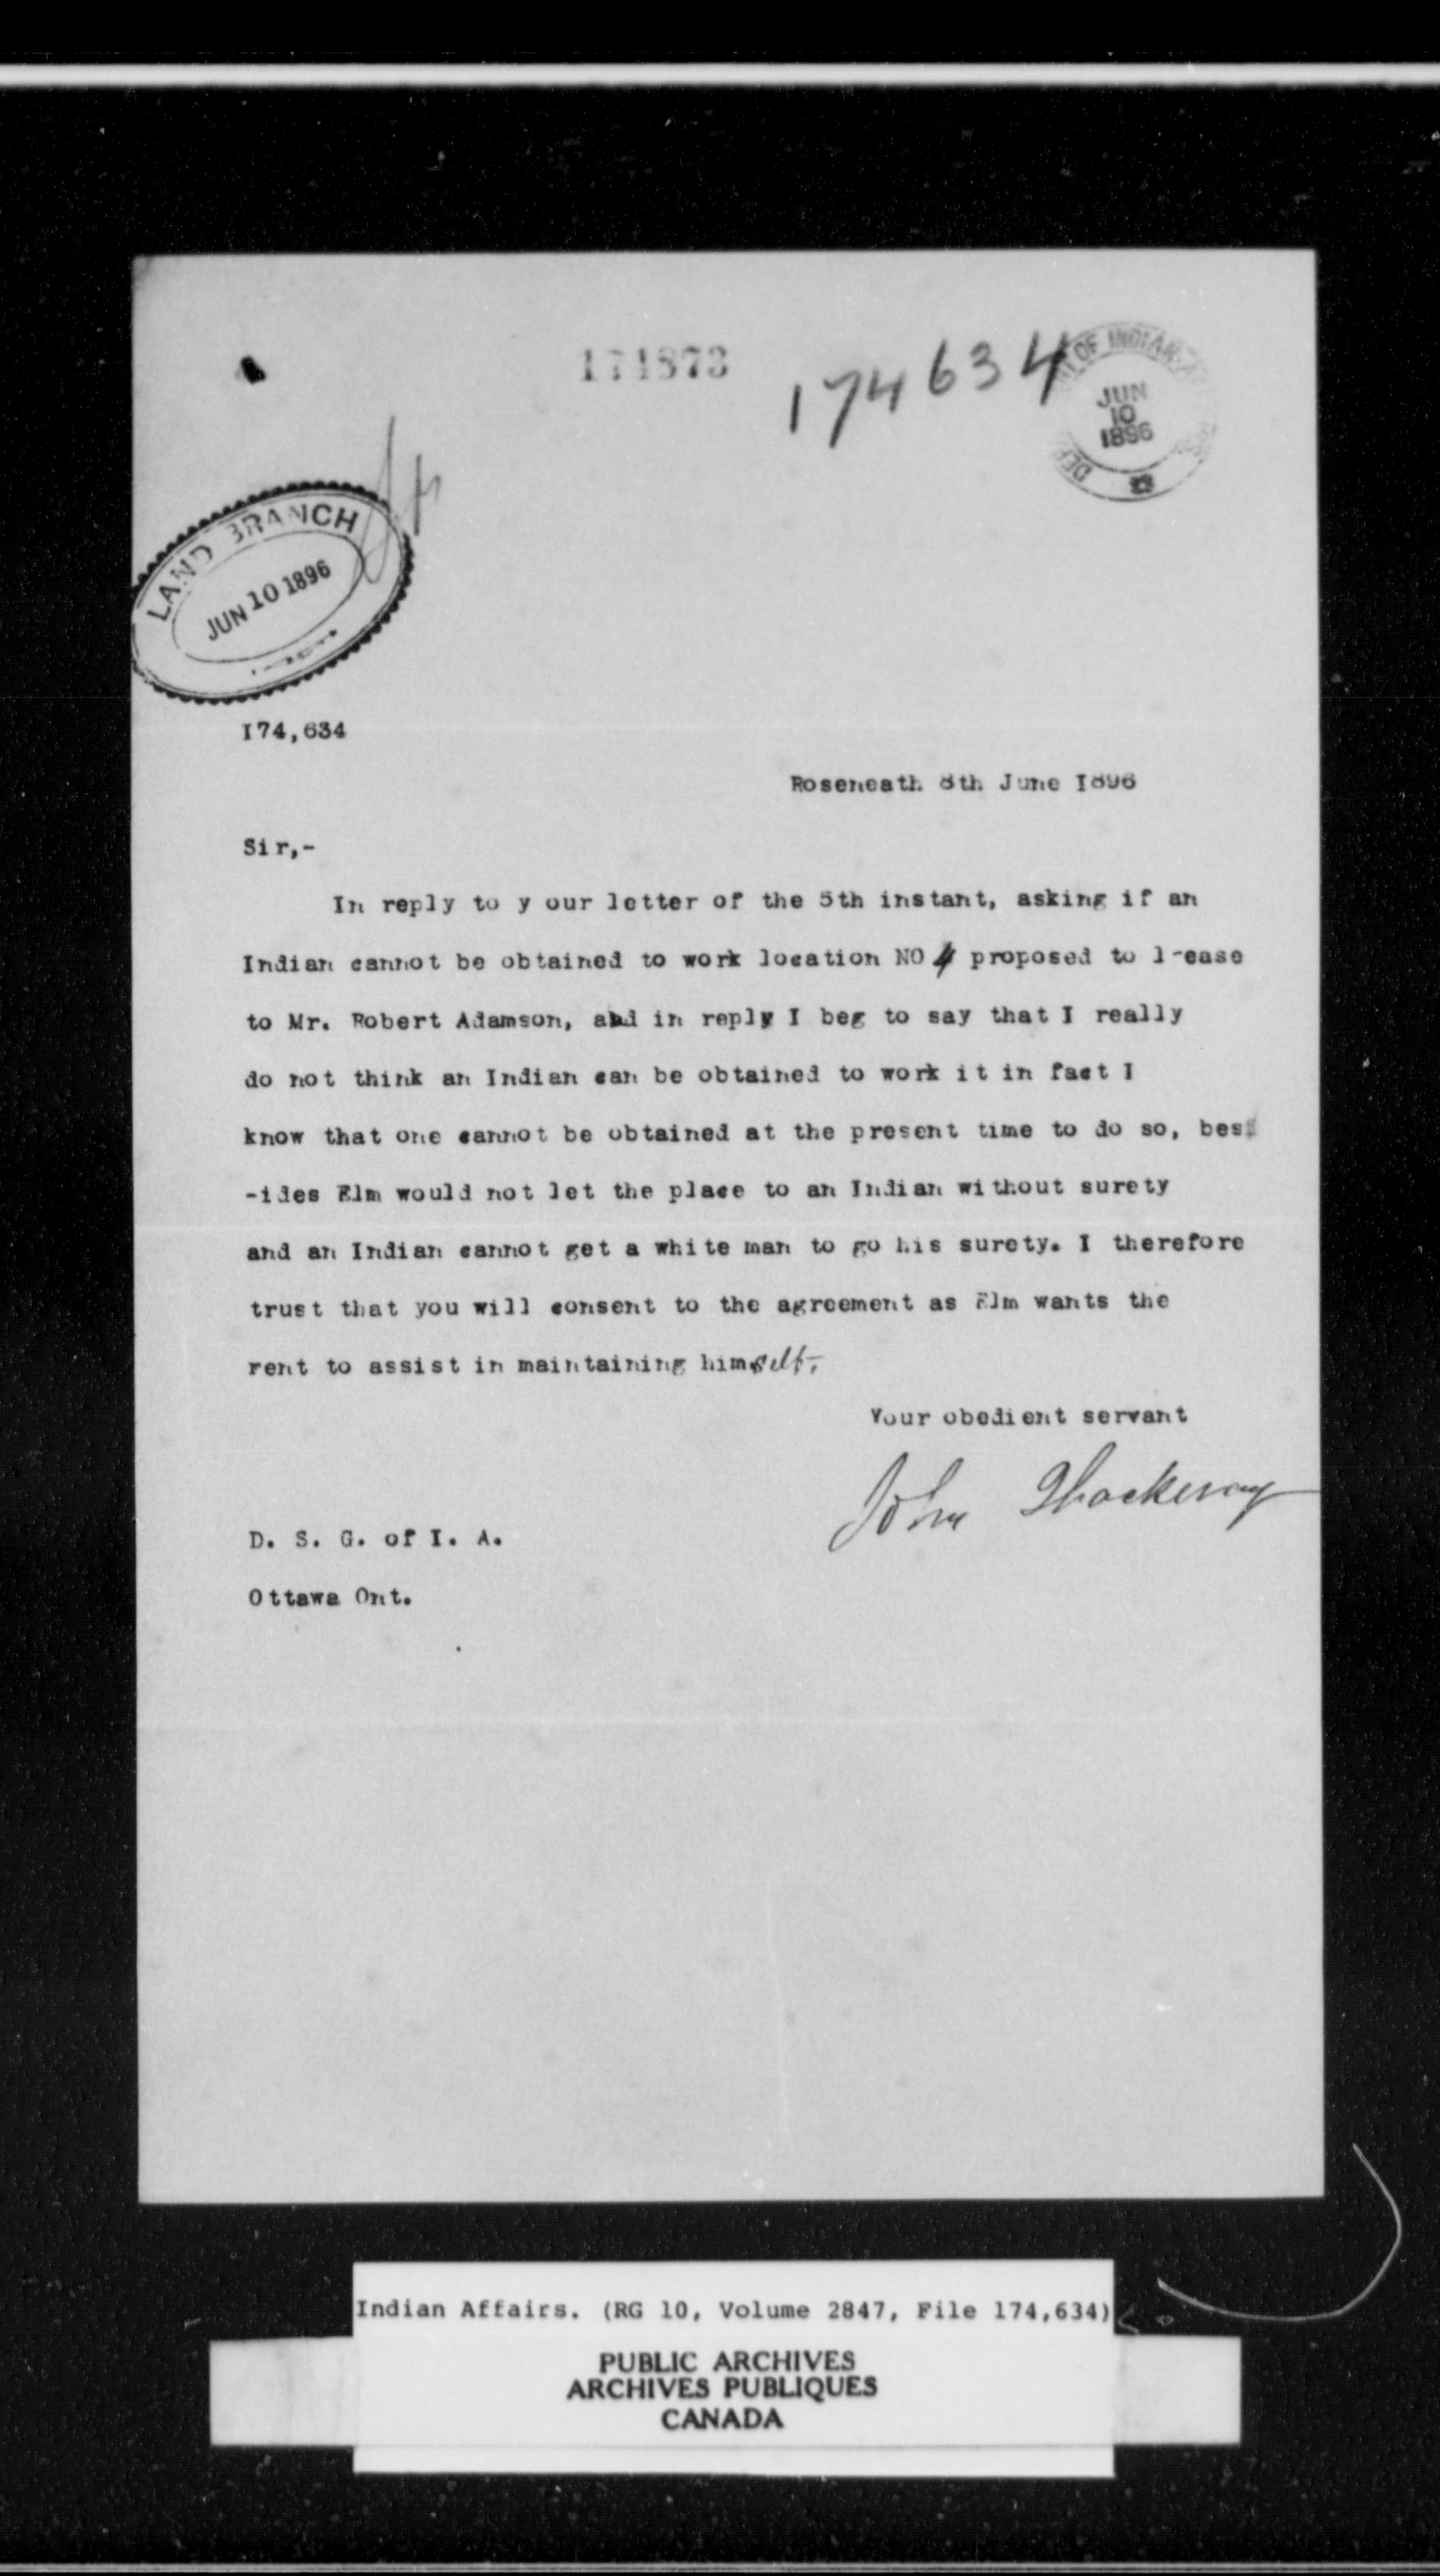 171873
174634
DEP OF INDIAN A
JUN
10
1896
LAND BRANCH
JUN 10 1896
I74,634
Roseneath 8th June I896
Sir,-
In reply to y our letter of the 5th instant, asking if an
Indian cannot be obtained to work location NO 4 proposed to l-ease
to Mr. Robert Adamson, and in reply I beg to say that I really
do not think an Indian can be obtained to work it in fact I
know that one cannot be obtained at the present time to do so, bes
-ides Elm would not let the place to an Indian without surety
and an Indian cannot get a white man to go his surety. I therefore
trust that you will consent to the agreement as Elm wants the
rent to assist in maintaining himself,
Your obedient servant
John Thackeray
D. S. G. of I. A.
Ottawa Ont.
Indian Affairs. (RG 10, Volume 2847, File 174,634)
PUBLIC ARCHIVES
ARCHIVES PUBLIQUES
CANADA